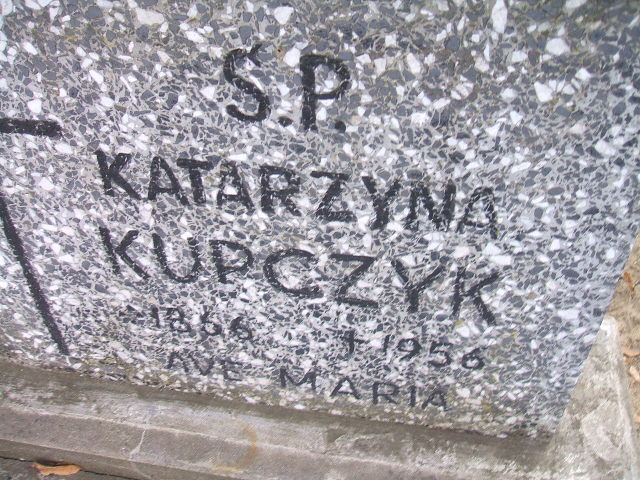 Ś.P.
KATARZYNA
KUPCZYK
* 1866 † 1956
AVE MARIA